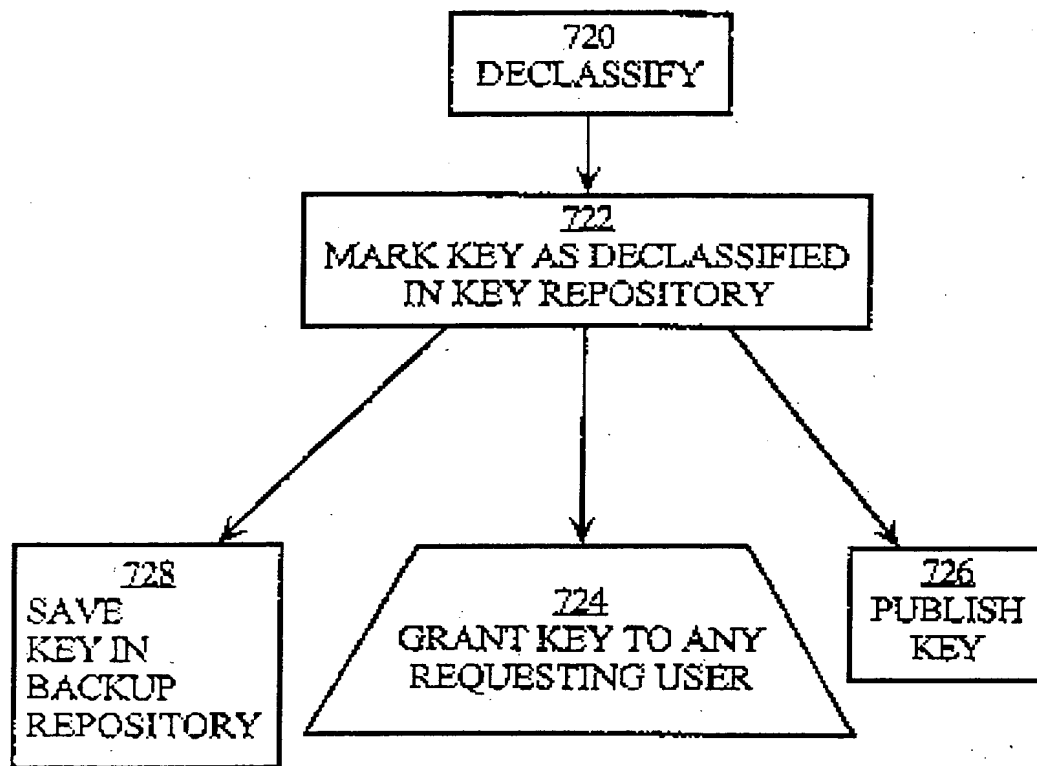 720
DECLASSIFY
722
MARK KEY AS DECLASSIFIED
IN KEY REPOSITORY
728
SAVE
KEY IN
BACKUP
REPOSITORY
724
GRANT KEY TO ANY
REQUESTING USER
726
PUBLISH
KEY